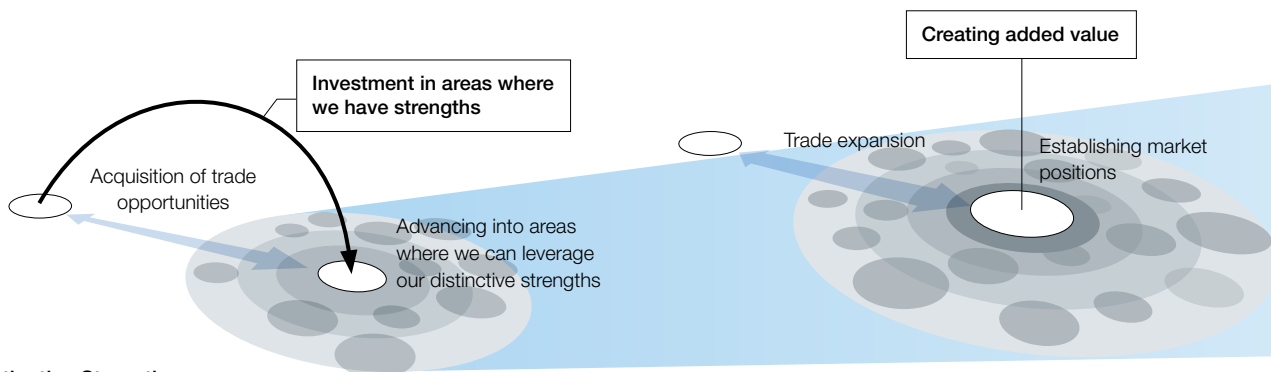 Creating added value
Investment in areas where
we have strengths
Trade expansion
Establishing market
positions
Acquisition of trade
opportunities
Advancing into areas
where we can leverage
our distinctive strengths